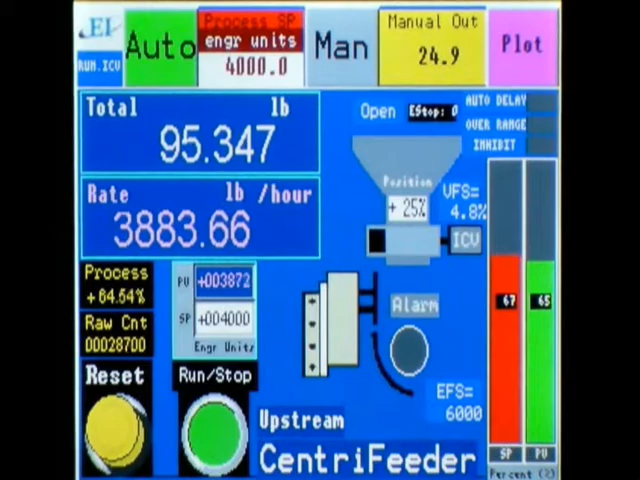 EI
RUN.ICV
Auto
Process SP
engr units
4000.0
Man
Manual Out
24.9
Plot
Total lb
95.347
Rate lb /hour
3883.66
Open
EStop: 0
AUTO DELAY
OVER RANGE
INHIBIT
Position
+ 25%
VFS=
4.8%
ICV
Process
+64.54%
Raw Cnt
00028700
PV +003872
SP +004000
Engr Units
Alarm
67
65
Reset
Run/Stop
EFS=
6000
Upstream
CentriFeeder
SP
PV
Percent (%)